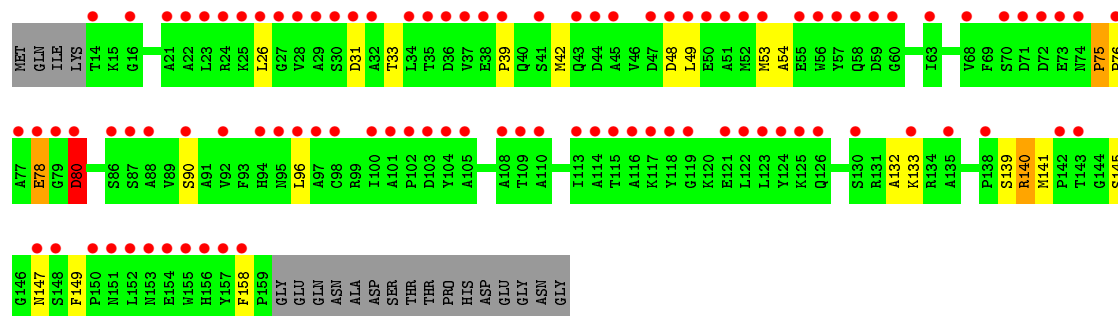 MET GLN ILE LYS T14 K15 G16 A21 A22 L23 R24 K25 L26 G27 V28 A29 S30 D31 A32 T33 L34 T35 D36 V37 E38 P39 Q40 S41 M42 Q43 D44 A45 V46 D47 D48 L49 E50 A51 M52 M53 A54 E55 W56 Y57 Q58 D59 G60 I63 V68 F69 S70 D71 D72 E73 N74 P75 P76
A77 E78 G79 D80 S86 S87 A88 V89 S90 A91 V92 F93 H94 N95 L96 A97 C98 R99 I100 A101 P102 D103 Y104 A105 A108 T109 A110 I113 A114 T115 A116 K117 Y118 G119 K120 E121 L122 L123 Y124 K125 Q126 S130 R131 A132 K133 R134 A135 P138 S139 R140 M141 P142 T143 G144 S145
G146 N147 S148 F149 P150 N151 L152 N153 E154 W155 H156 Y157 F158 P159 GLY GLU GLN ASN ALA ASP SER THR THR PRO HIS ASP GLU GLY ASN GLY